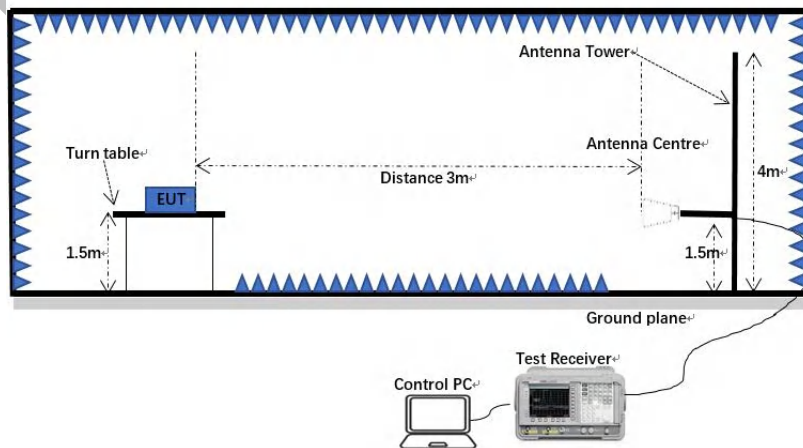 Antenna Tower
Antenna Centre
Turn table
Distance 3m
4m
EUT
1.5m
1.5m
Ground plane
Test Receiver
Control PC